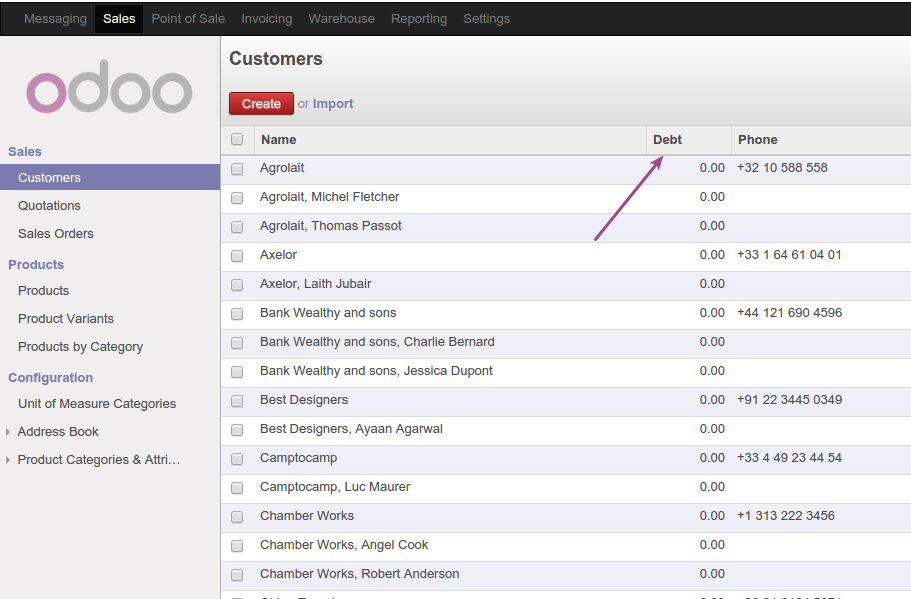 Messaging Sales Point of Sale Invoicing Warehouse Reporting Settings
odoo
Sales
Customers
Quotations
Sales Orders
Products
Products
Product Variants
Products by Category
Configuration
Unit of Measure Categories
Address Book
Product Categories & Attri…
Customers
Create or Import
Name Debt Phone
Agrolait 0.00 +32 10 588 558
Agrolait, Michel Fletcher 0.00
Agrolait, Thomas Passot 0.00
Axelor 0.00 +33 1 64 61 04 01
Axelor, Laith Jubair 0.00
Bank Wealthy and sons 0.00 +44 121 690 4596
Bank Wealthy and sons, Charlie Bernard 0.00
Bank Wealthy and sons, Jessica Dupont 0.00
Best Designers 0.00 +91 22 3445 0349
Best Designers, Ayaan Agarwal 0.00
Camptocamp 0.00 +33 4 49 23 44 54
Camptocamp, Luc Maurer 0.00
Chamber Works 0.00 +1 313 222 3456
Chamber Works, Angel Cook 0.00
Chamber Works, Robert Anderson 0.00